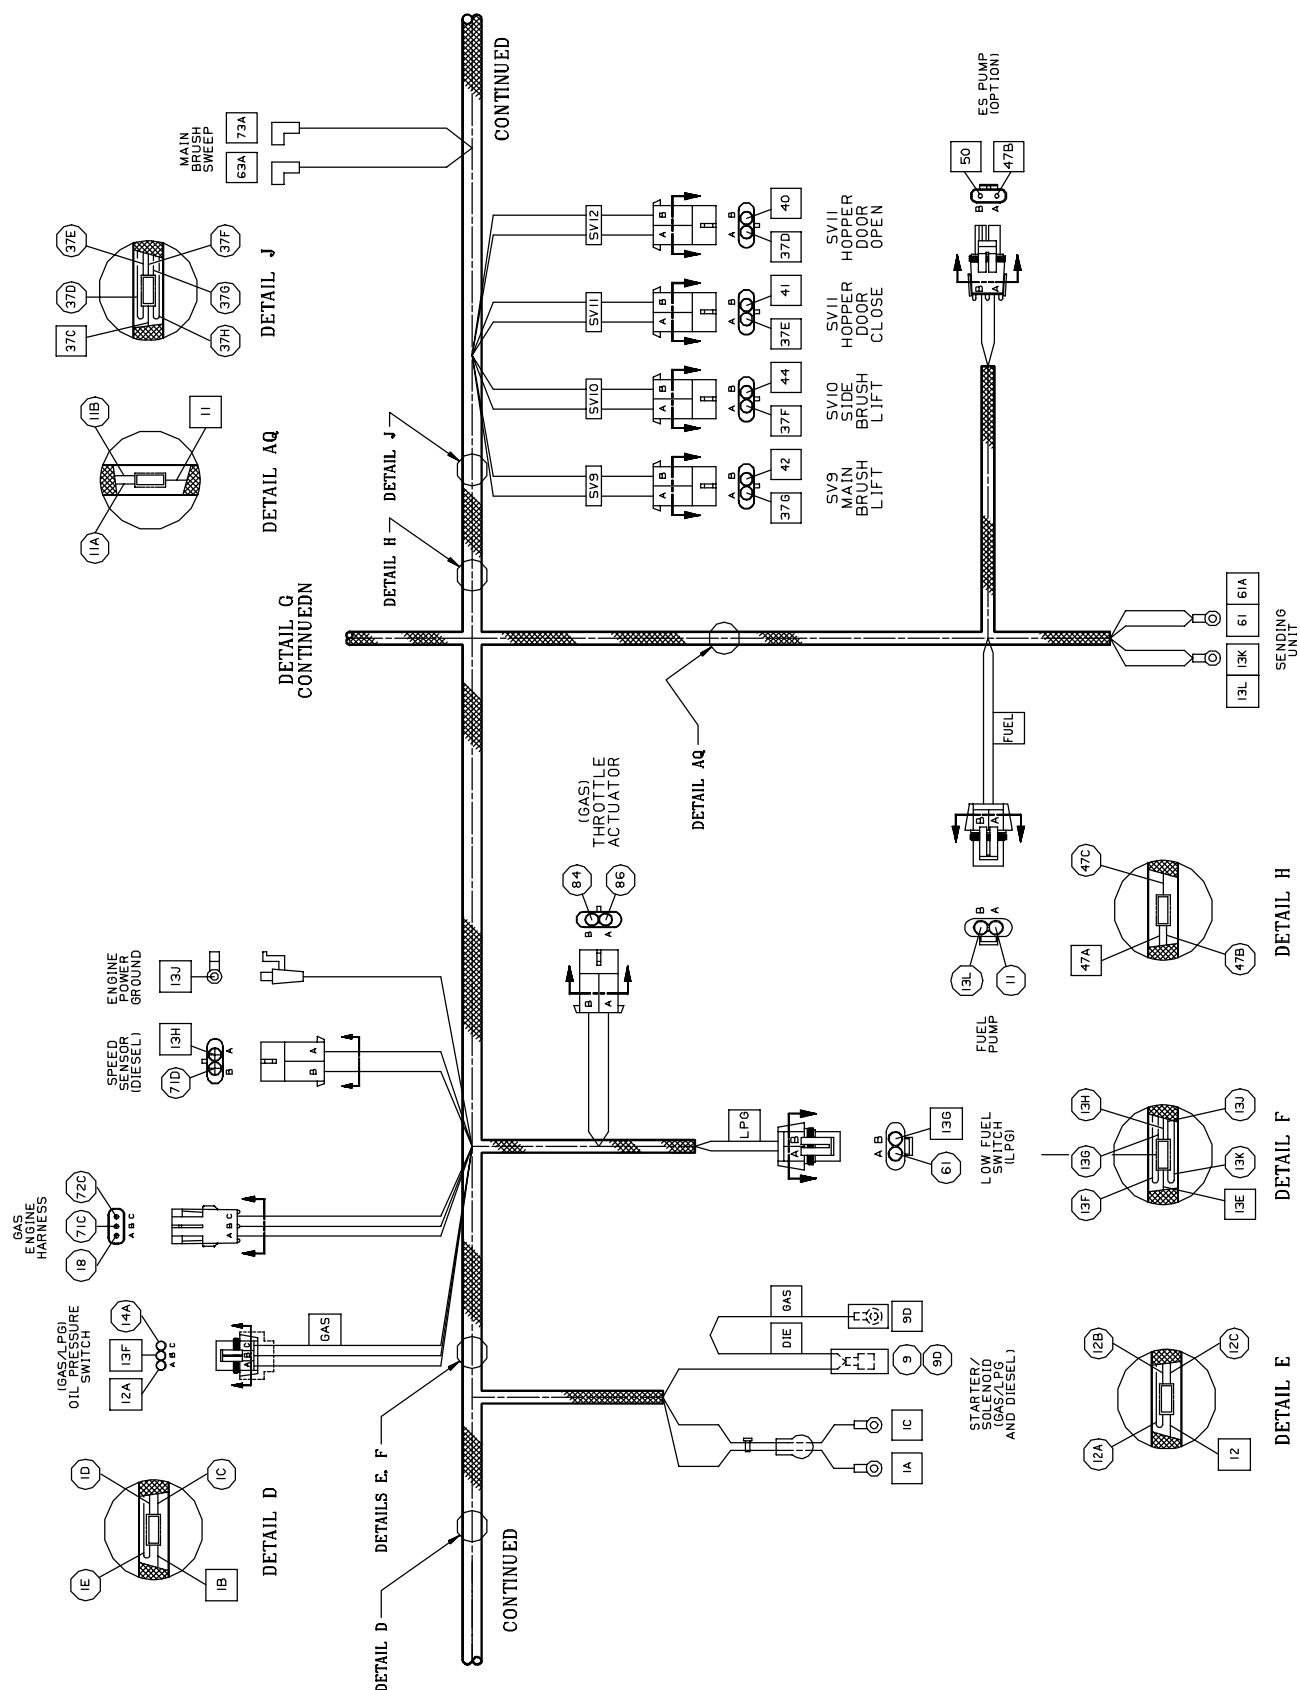 MAIN
BRUSH
SWEEP
63A
73A
CONTINUED
37C
37D
37E
37F
37G
37H
DETAIL J
11A
11B
11
DETAIL AQ
DETAIL G
CONTINUEDN
DETAIL H
DETAIL J
SV9
SV10
SV11
SV12
A B
A B
A B
A B
A B
37G
42
SV9
MAIN
BRUSH
LIFT
A B
37F
44
SV10
SIDE
BRUSH
LIFT
A B
37E
41
SV11
HOPPER
DOOR
CLOSE
A B
37D
40
SV11
HOPPER
DOOR
OPEN
ES PUMP
(OPTION)
50
47B
B
A
B
A
13L
13K
61
61A
SENDING
UNIT
FUEL
B
A
B
A
13L
11
FUEL
PUMP
DETAIL AQ
(GAS)
THROTTLE
ACTUATOR
84
86
B
A
B
A
47A
47B
47C
DETAIL H
ENGINE
POWER
GROUND
13J
SPEED
SENSOR
(DIESEL)
71D
13H
B A
B A
GAS
ENGINE
HARNESS
18
71C
72C
A B C
A B C
(GAS/LPG)
OIL PRESSURE
SWITCH
12A
13F
14A
A B C
A B C
GAS
LPG
A B
A B
61
13G
LOW FUEL
SWITCH
(LPG)
13F
13G
13H
13E
13K
13J
DETAIL F
1E
1D
1B
1C
DETAIL D
DETAIL D
DETAILS E, F
CONTINUED
DIE
GAS
9D
9
9D
1A
1C
STARTER/
SOLENOID
(GAS/LPG
AND DIESEL)
12A
12B
12
12C
DETAIL E